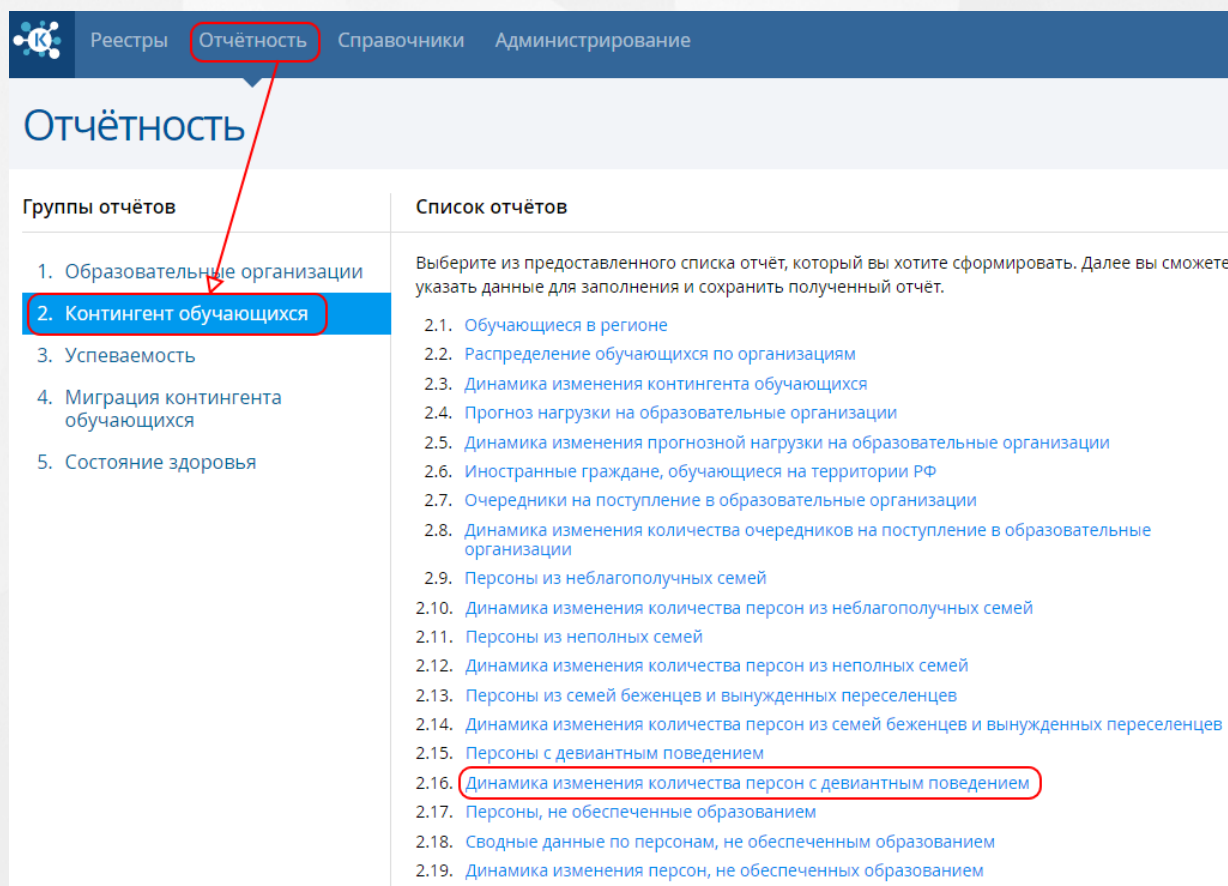 К Реестры Отчётность Справочники Администрирование
Отчётность
Группы отчётов
1. Образовательные организации
2. Контингент обучающихся
3. Успеваемость
4. Миграция контингента
обучающихся
5. Состояние здоровья
Список отчётов
Выберите из предоставленного списка отчёт, который вы хотите сформировать. Далее вы сможете
указать данные для заполнения и сохранить полученный отчёт.
2.1. Обучающиеся в регионе
2.2. Распределение обучающихся по организациям
2.3. Динамика изменения контингента обучающихся
2.4. Прогноз нагрузки на образовательные организации
2.5. Динамика изменения прогнозной нагрузки на образовательные организации
2.6. Иностранные граждане, обучающиеся на территории РФ
2.7. Очередники на поступление в образовательные организации
2.8. Динамика изменения количества очередников на поступление в образовательные
организации
2.9. Персоны из неблагополучных семей
2.10. Динамика изменения количества персон из неблагополучных семей
2.11. Персоны из неполных семей
2.12. Динамика изменения количества персон из неполных семей
2.13. Персоны из семей беженцев и вынужденных переселенцев
2.14. Динамика изменения количества персон из семей беженцев и вынужденных переселенцев
2.15. Персоны с девиантным поведением
2.16. Динамика изменения количества персон с девиантным поведением
2.17. Персоны, не обеспеченные образованием
2.18. Сводные данные по персонам, не обеспеченным образованием
2.19. Динамика изменения персон, не обеспеченных образованием